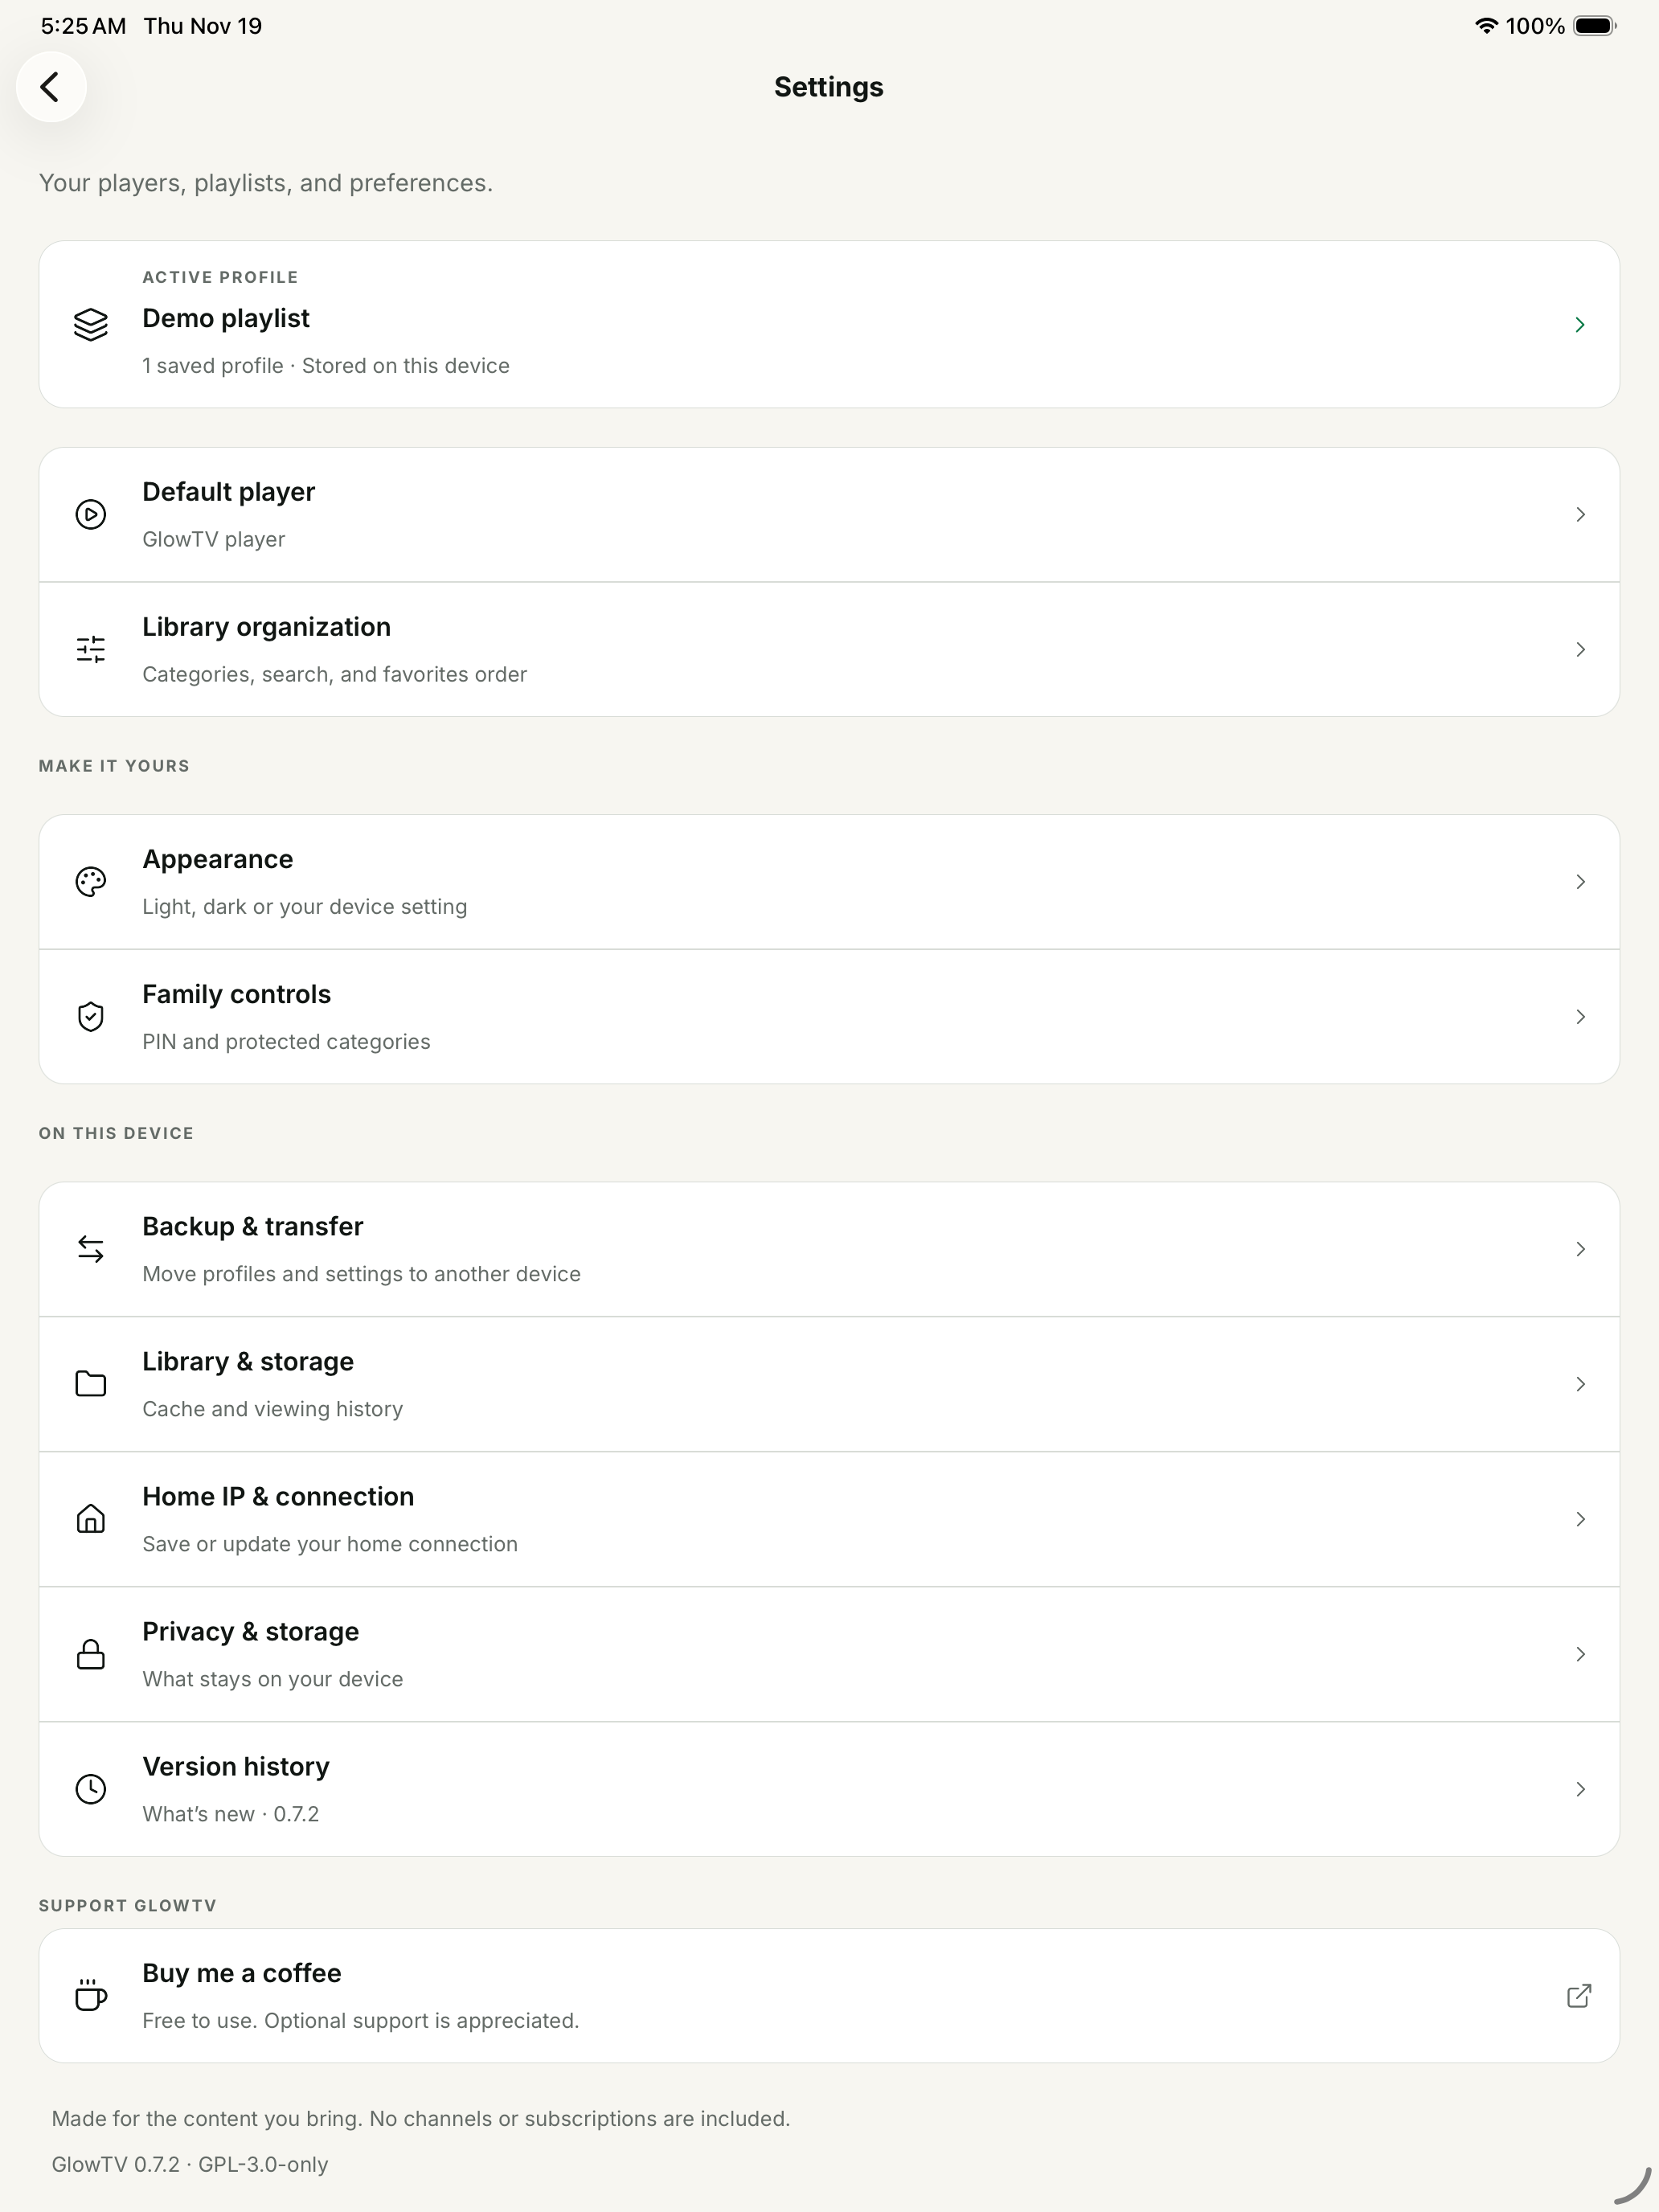 5:25 AM Thu Nov 19
100%
Settings
Your players, playlists, and preferences.
ACTIVE PROFILE
Demo playlist
1 saved profile · Stored on this device
Default player
GlowTV player
Library organization
Categories, search, and favorites order
MAKE IT YOURS
Appearance
Light, dark or your device setting
Family controls
PIN and protected categories
ON THIS DEVICE
Backup & transfer
Move profiles and settings to another device
Library & storage
Cache and viewing history
Home IP & connection
Save or update your home connection
Privacy & storage
What stays on your device
Version history
What’s new · 0.7.2
SUPPORT GLOWTV
Buy me a coffee
Free to use. Optional support is appreciated.
Made for the content you bring. No channels or subscriptions are included.
GlowTV 0.7.2 · GPL-3.0-only